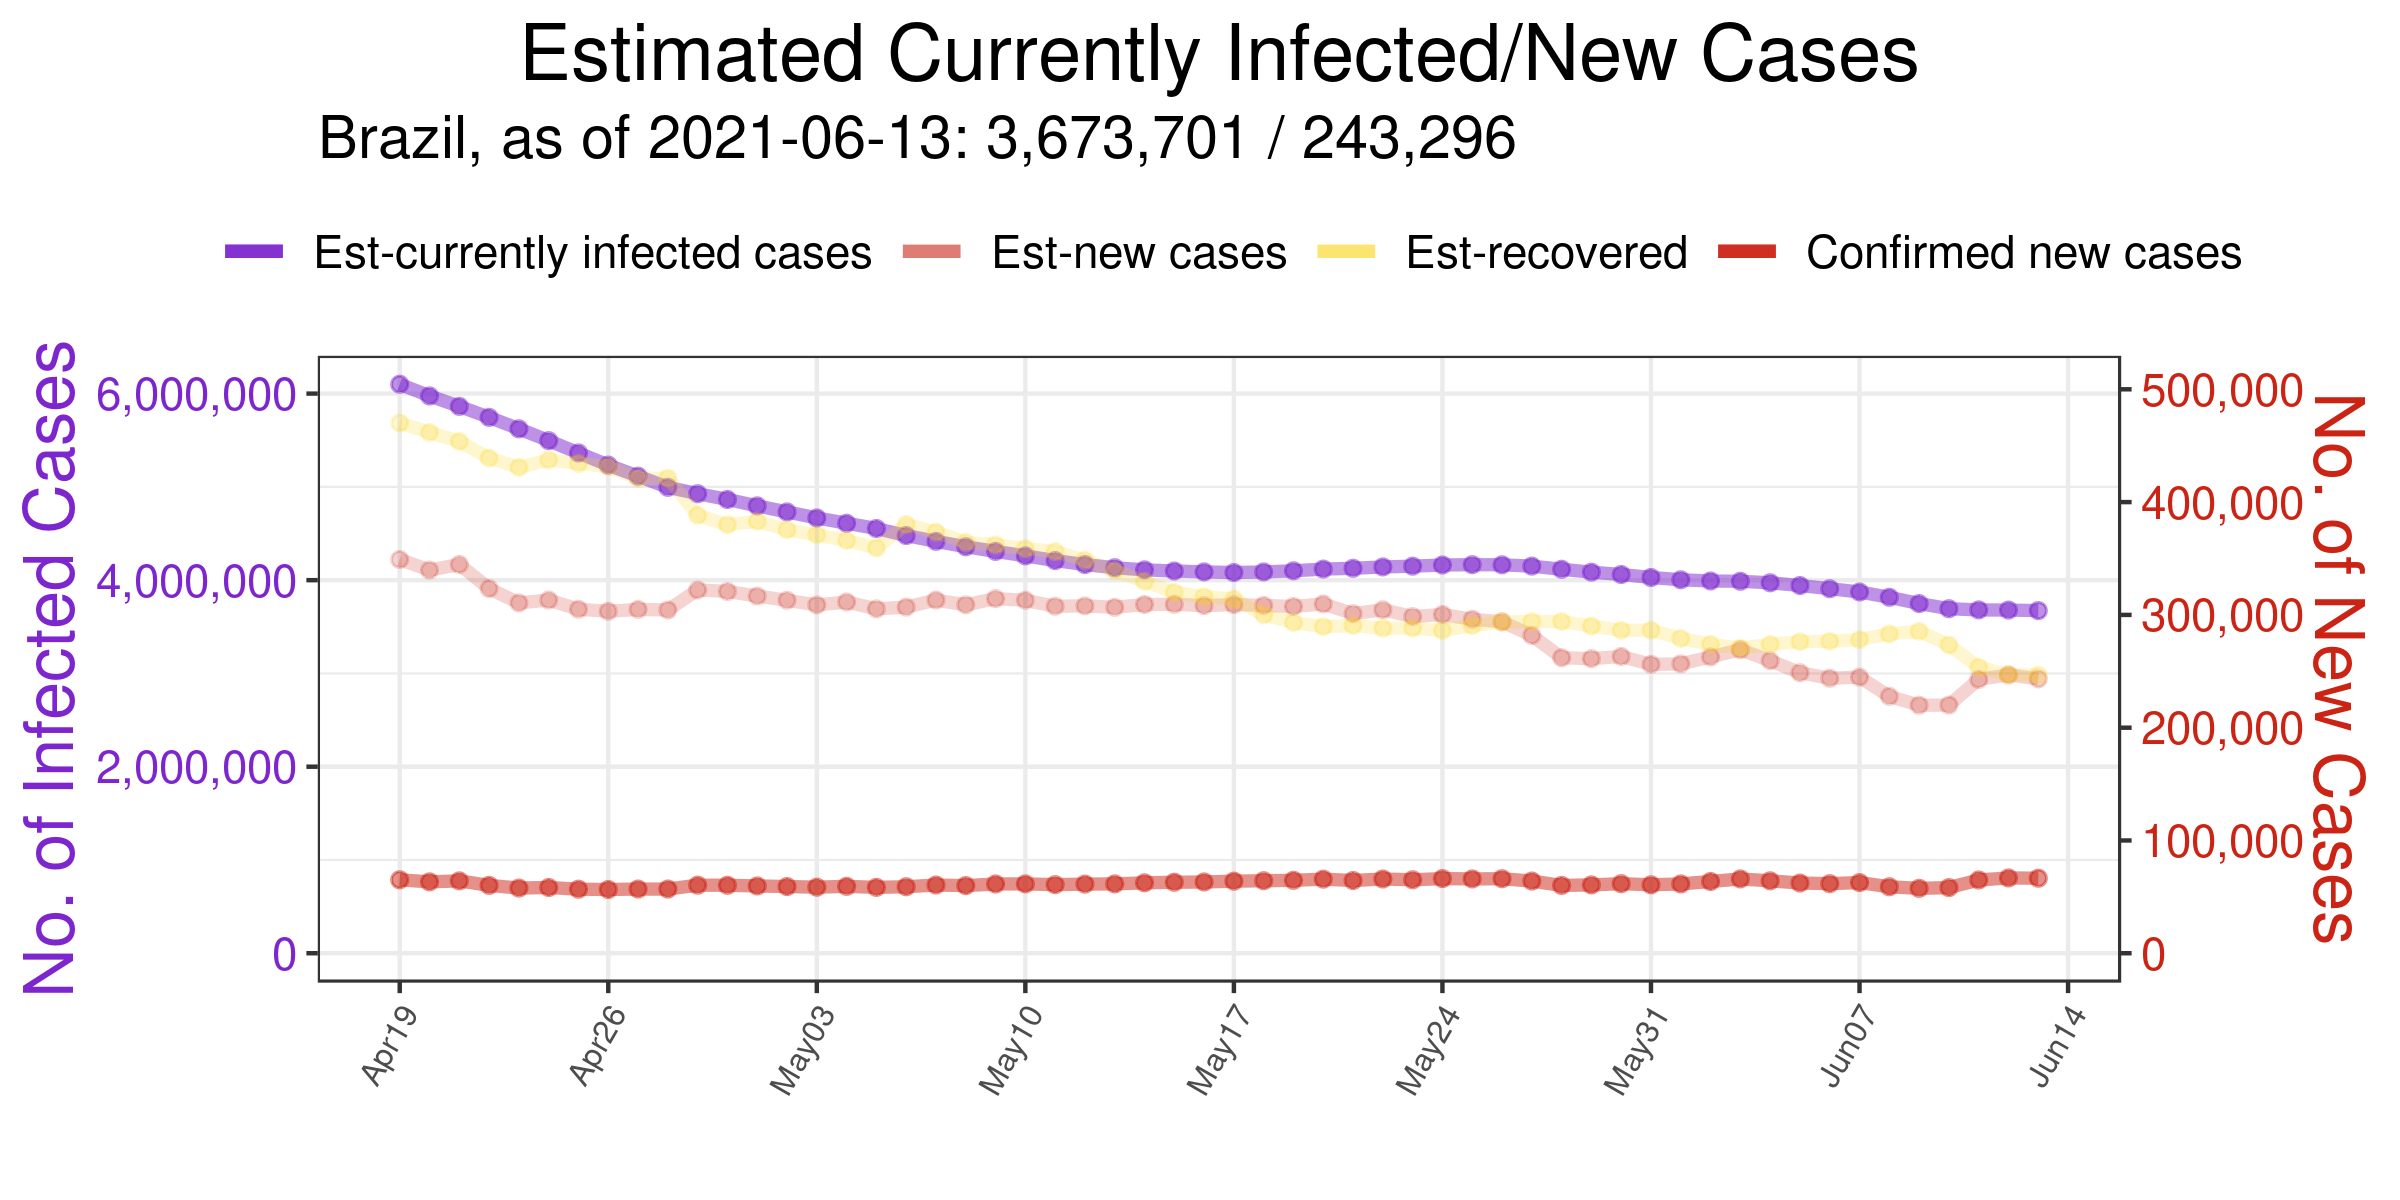 Estimated Currently Infected/New Cases
Brazil, as of 2021-06-13: 3,673,701 / 243,296
Est-currently infected cases Est-new cases Est-recovered Confirmed new cases
No. of Infected Cases
6,000,000
4,000,000
2,000,000
0
500,000
400,000
300,000
200,000
100,000
0
No. of New Cases
Apr19 Apr26 May03 May10 May17 May24 May31 Jun07 Jun14